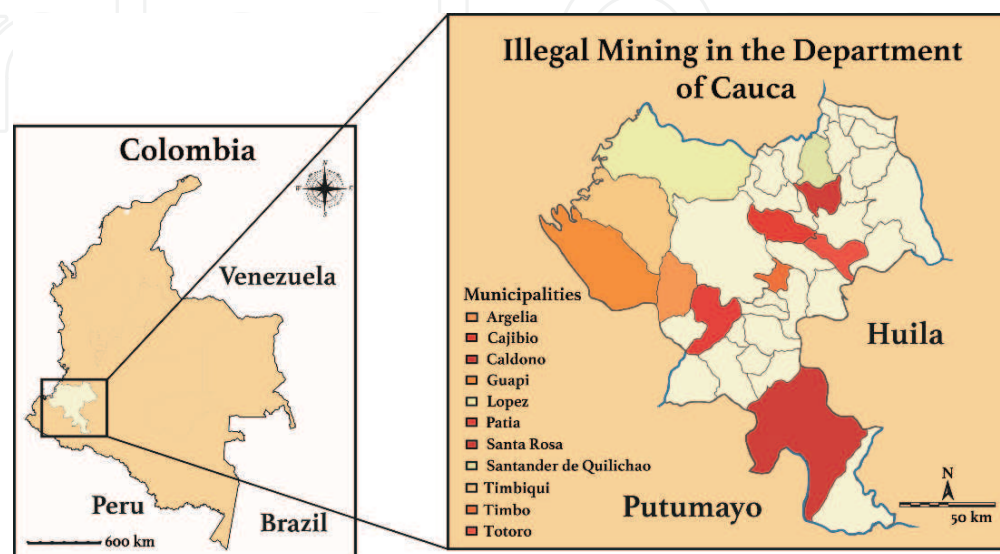 Colombia
N
Venezuela
Peru
Brazil
600 km
Illegal Mining in the Department
of Cauca
Municipalities
Argelia
Cajibio
Caldono
Guapi
Lopez
Patia
Santa Rosa
Santander de Quilichao
Timbiqui
Timbo
Totoro
Huila
Putumayo
N
50 km